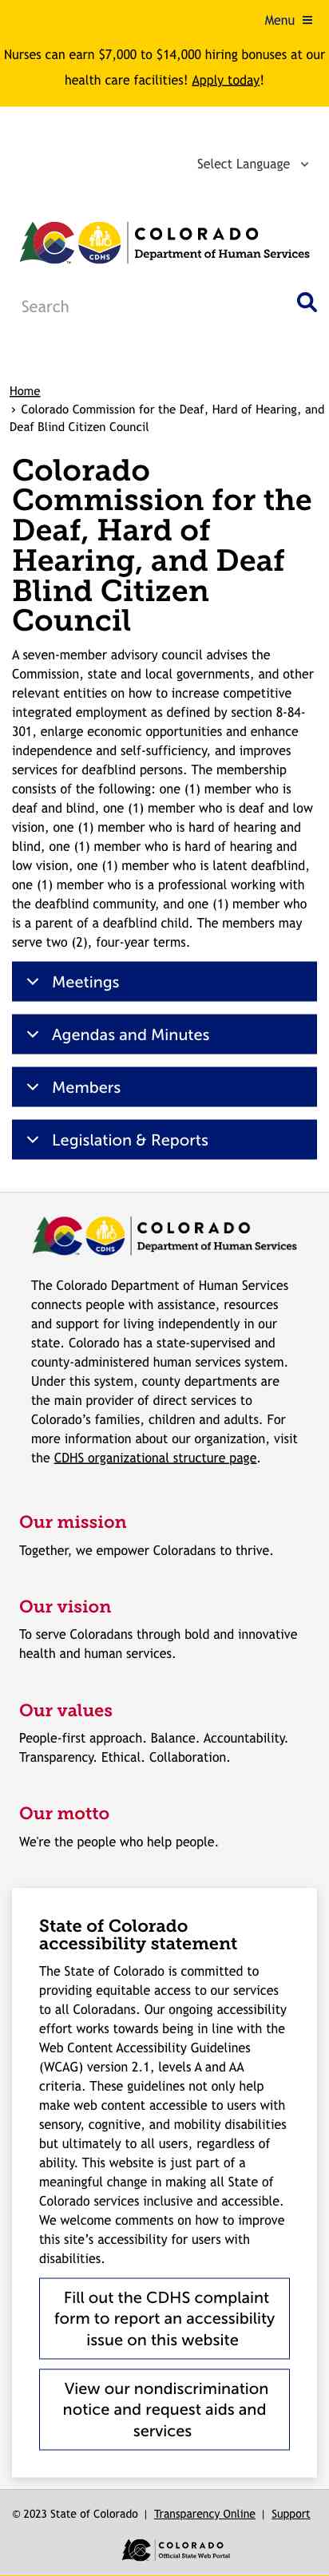 Menu
Nurses can earn $7,000 to $14,000 hiring bonuses at our
health care facilities! Apply today!
Select Language
COLORADO
CDHS
Department of Human Services
Search
Home
› Colorado Commission for the Deaf, Hard of Hearing, and
Deaf Blind Citizen Council
Colorado
Commission for the
Deaf, Hard of
Hearing, and Deaf
Blind Citizen
Council
A seven-member advisory council advises the
Commission, state and local governments, and other
relevant entities on how to increase competitive
integrated employment as defined by section 8-84-
301, enlarge economic opportunities and enhance
independence and self-sufficiency, and improves
services for deafblind persons. The membership
consists of the following: one (1) member who is
deaf and blind, one (1) member who is deaf and low
vision, one (1) member who is hard of hearing and
blind, one (1) member who is hard of hearing and
low vision, one (1) member who is latent deafblind,
one (1) member who is a professional working with
the deafblind community, and one (1) member who
is a parent of a deafblind child. The members may
serve two (2), four-year terms.
Meetings
Agendas and Minutes
Members
Legislation & Reports
COLORADO
CDHS
Department of Human Services
The Colorado Department of Human Services
connects people with assistance, resources
and support for living independently in our
state. Colorado has a state-supervised and
county-administered human services system.
Under this system, county departments are
the main provider of direct services to
Colorado’s families, children and adults. For
more information about our organization, visit
the CDHS organizational structure page.
Our mission
Together, we empower Coloradans to thrive.
Our vision
To serve Coloradans through bold and innovative
health and human services.
Our values
People-first approach. Balance. Accountability.
Transparency. Ethical. Collaboration.
Our motto
We're the people who help people.
State of Colorado
accessibility statement
The State of Colorado is committed to
providing equitable access to our services
to all Coloradans. Our ongoing accessibility
effort works towards being in line with the
Web Content Accessibility Guidelines
(WCAG) version 2.1, levels A and AA
criteria. These guidelines not only help
make web content accessible to users with
sensory, cognitive, and mobility disabilities
but ultimately to all users, regardless of
ability. This website is just part of a
meaningful change in making all State of
Colorado services inclusive and accessible.
We welcome comments on how to improve
this site’s accessibility for users with
disabilities.
Fill out the CDHS complaint
form to report an accessibility
issue on this website
View our nondiscrimination
notice and request aids and
services
© 2023 State of Colorado | Transparency Online | Support
COLORADO
Official State Web Portal